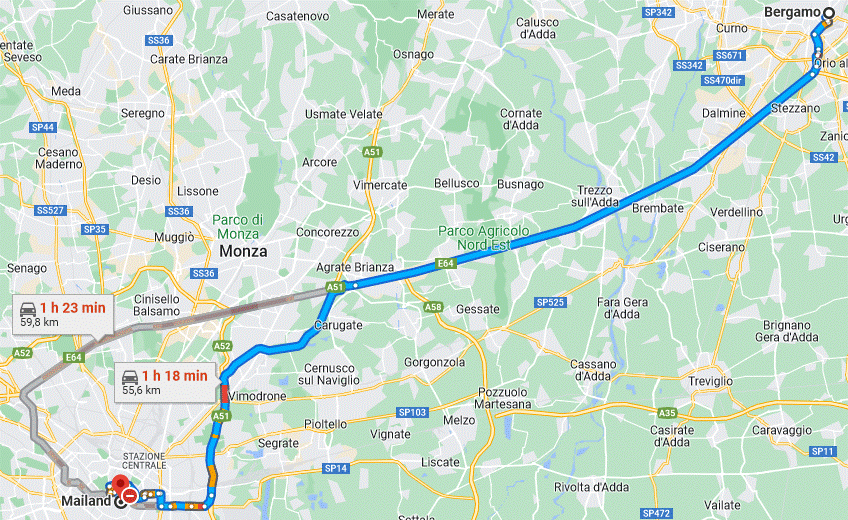 Giussano
Casatenovo
Merate
Calusco
d'Adda
SP342
Bergamo
Curno
SS36
Osnago
SS671
Orio al
Carate Brianza
SS342
SS470dir
Seveso
Meda
Seregno
Usmate Velate
Cornate
d'Adda
Dalmine
Stezzano
SP44
A51
Zanic
Cesano
Maderno
Arcore
SS42
Desio
Lissone
Vimercate
Bellusco
Busnago
Trezzo
sull'Adda
SS527
SS36
Brembate
Verdellino
SP35
Parco di
Monza
Concorezzo
Parco Agricolo
Nord Est
Muggiò
Monza
Ciserano
Senago
SS36
Agrate Brianza
E64
A51
Cinisello
Balsamo
1 h 23 min
59,8 km
A58
Gessate
SP525
Fara Gera
d'Adda
Carugate
Brignano
Gera d'Adda
A52
E64
A52
Cernusco
sul Naviglio
Gorgonzola
Cassano
d'Adda
1 h 18 min
55,6 km
Treviglio
Vimodrone
Pozzuolo
Martesana
A51
SP103
Melzo
A35
Pioltello
Vignate
Casirate
d'Adda
Caravaggio
Segrate
SP11
STAZIONE
CENTRALE
SP14
Liscate
Rivolta d'Adda
Mailand
Vailate
SP472